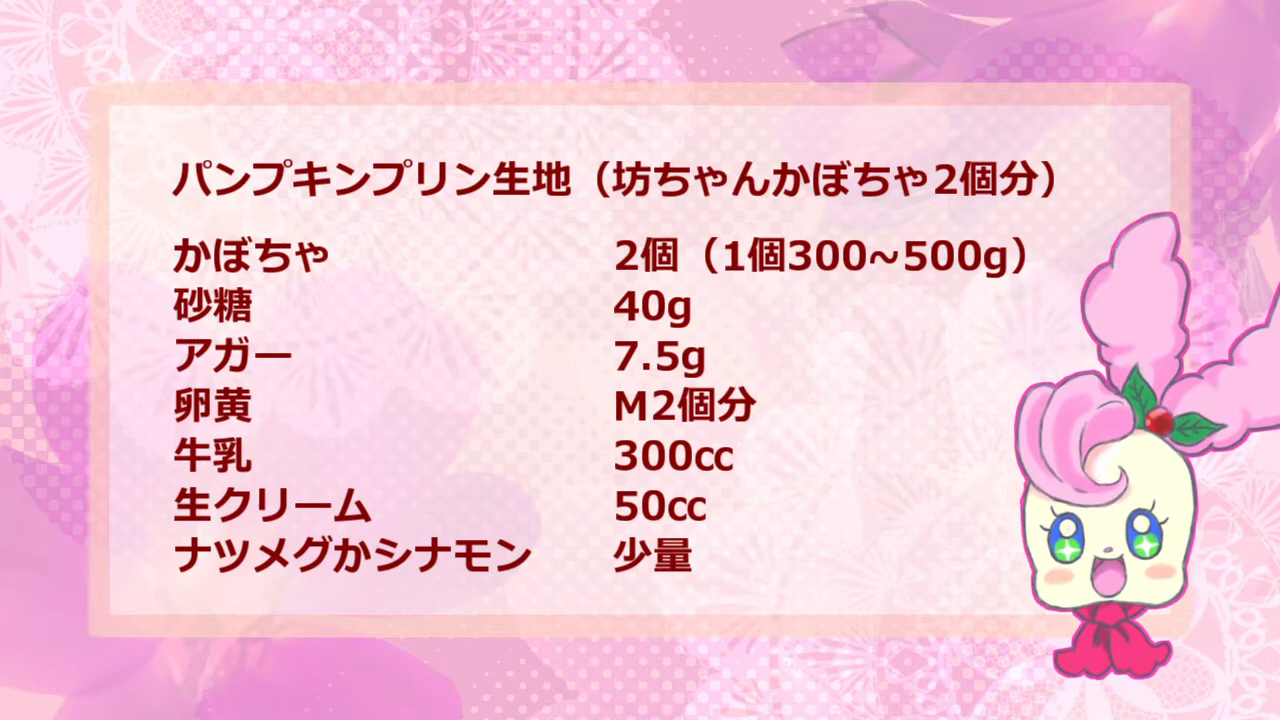 パンプキンプリン生地（坊ちゃんかぼちゃ2個分）
かぼちゃ 2個（1個300~500g）
砂糖 40g
アガー 7.5g
卵黄 M2個分
牛乳 300cc
生クリーム 50cc
ナツメグかシナモン 少量